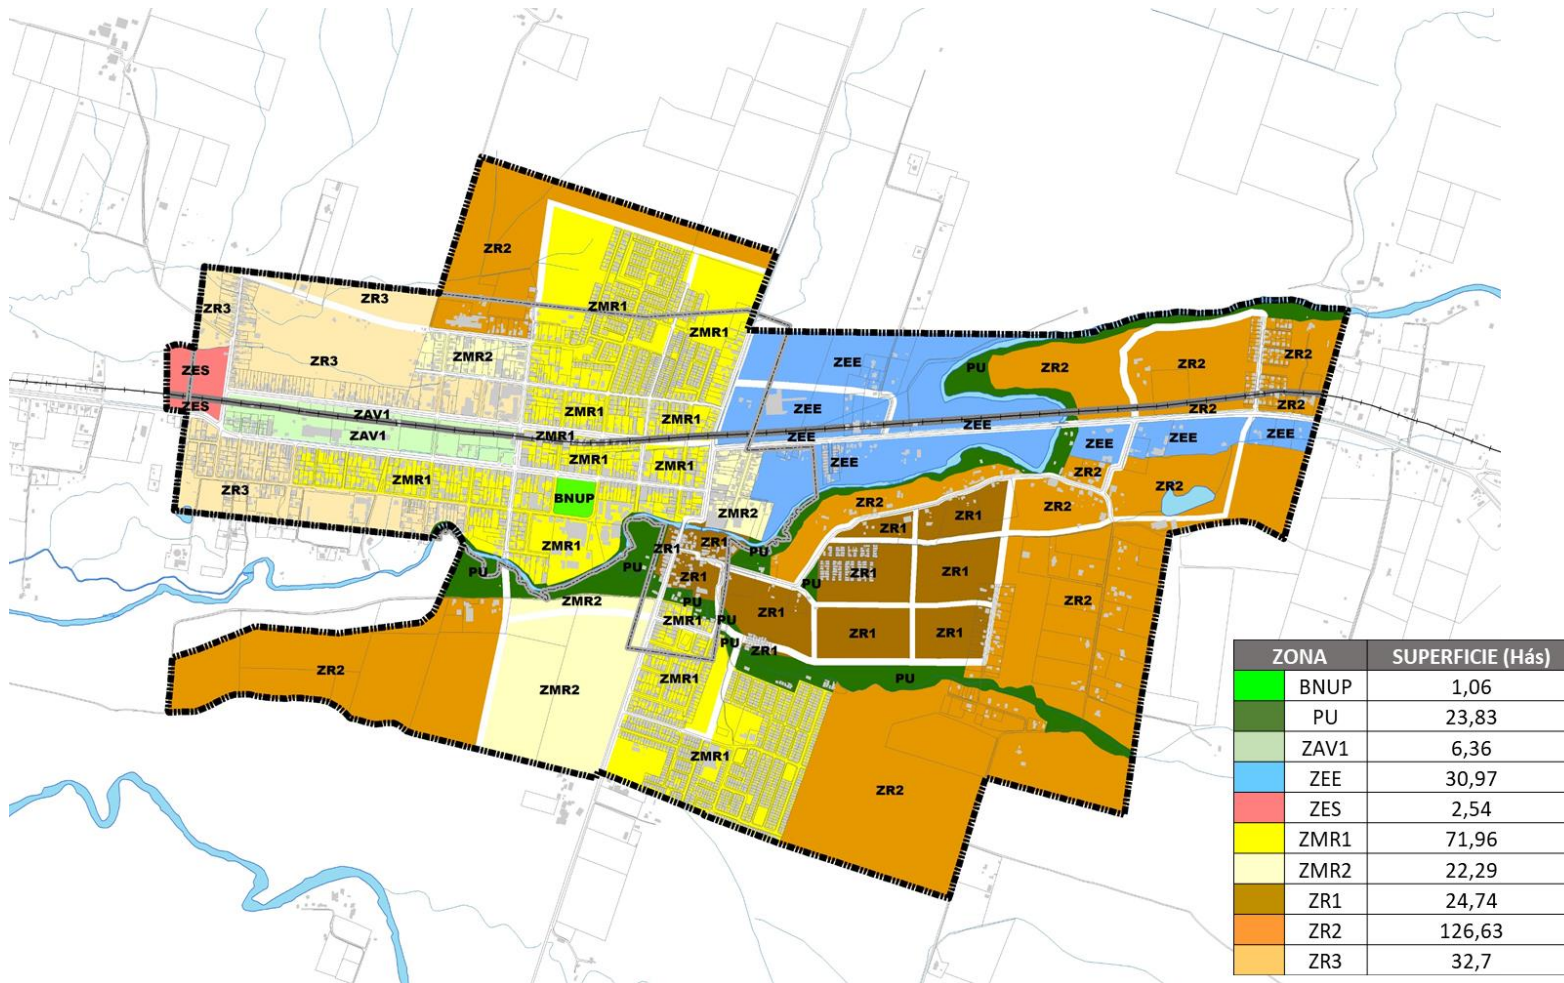 ZR2
ZR3
ZR3
ZMR1
ZMR1
ZR3
ZMR2
ZEE
PU
ZR2
ZR2
ZR2
ZES
ZES
ZAV1
ZAV1
ZMR1
ZMR1
ZMR1
ZEE
ZEE
ZEE
ZR2
ZR2
ZMR1
ZMR1
ZEE
ZEE
ZEE
ZEE
ZR3
ZMR1
BNUP
ZR2
ZR2
ZR2
ZR2
ZMR2
ZR1
ZR1
ZMR1
ZR1
ZR1
PU
PU
PU
ZR1
PU
ZR1
ZR1
ZMR2
PU
ZR1
ZR2
ZMR1
PU
ZR1
ZR1
PU
ZR1
ZR2
ZMR2
ZMR1
PU
ZMR1
ZR2
ZONA SUPERFICIE (Hás)
BNUP 1,06
PU 23,83
ZAV1 6,36
ZEE 30,97
ZES 2,54
ZMR1 71,96
ZMR2 22,29
ZR1 24,74
ZR2 126,63
ZR3 32,7